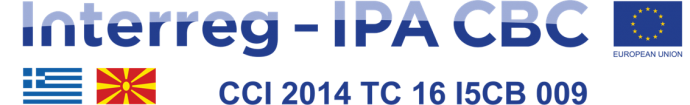 Interreg - IPA CBC
EUROPEAN UNION
CCI 2014 TC 16 I5CB 009